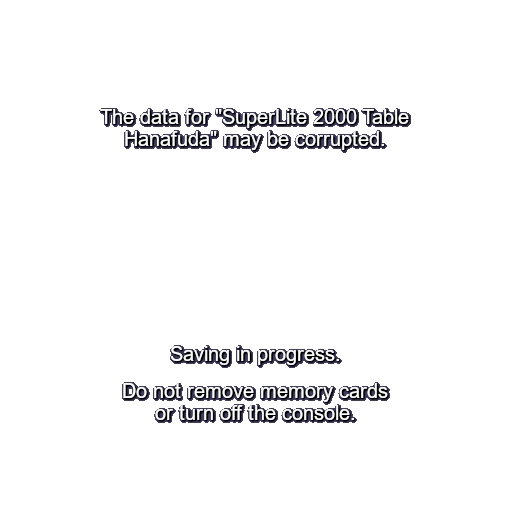 The data for "SuperLite 2000 Table
Hanafuda" may be corrupted.
Saving in progress.
Do not remove memory cards
or turn off the console.